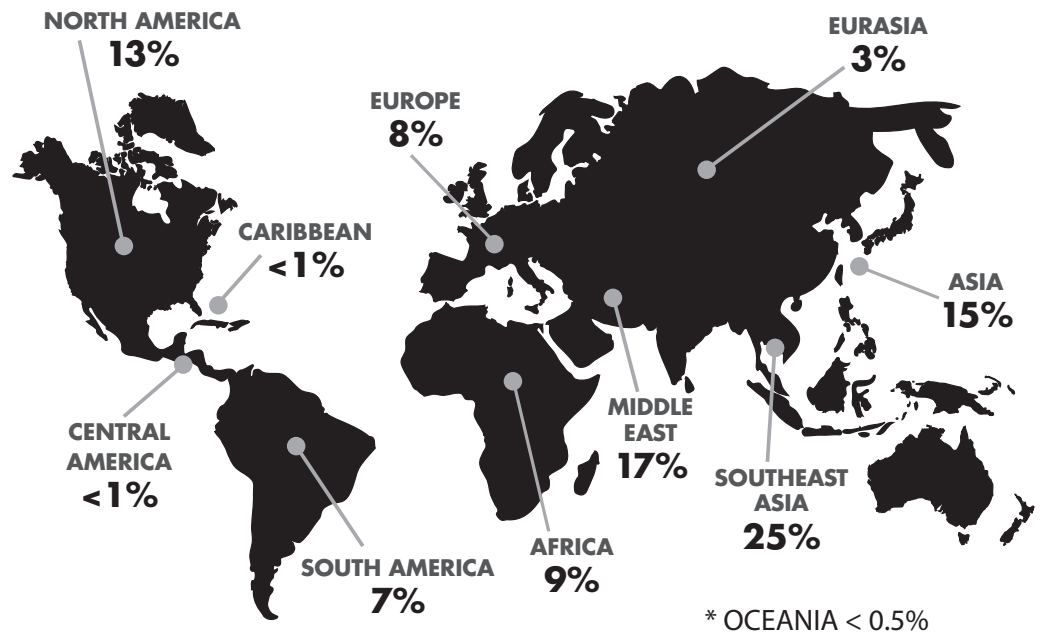 NORTH AMERICA
13%
EURASIA
3%
EUROPE
8%
CARIBBEAN
<1%
ASIA
15%
MIDDLE
EAST
17%
CENTRAL
AMERICA
<1%
SOUTHEAST
ASIA
25%
SOUTH AMERICA
7%
AFRICA
9%
* OCEANIA < 0.5%